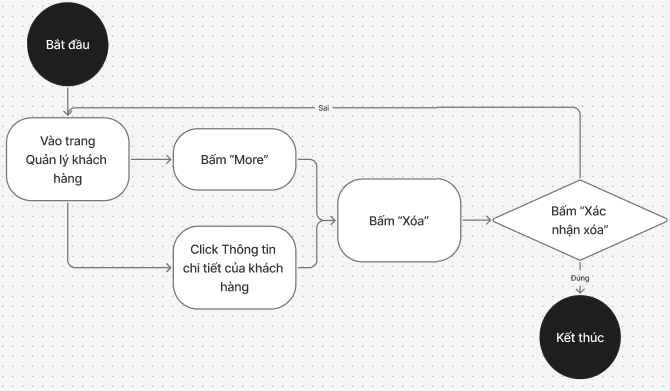 Bắt đầu
Sai
Vào trang
Quản lý khách
hàng
Bấm “More”
Click Thông tin
chi tiết của khách
hàng
Bấm “Xóa”
Bấm “Xác
nhận xóa”
Đúng
Kết thúc